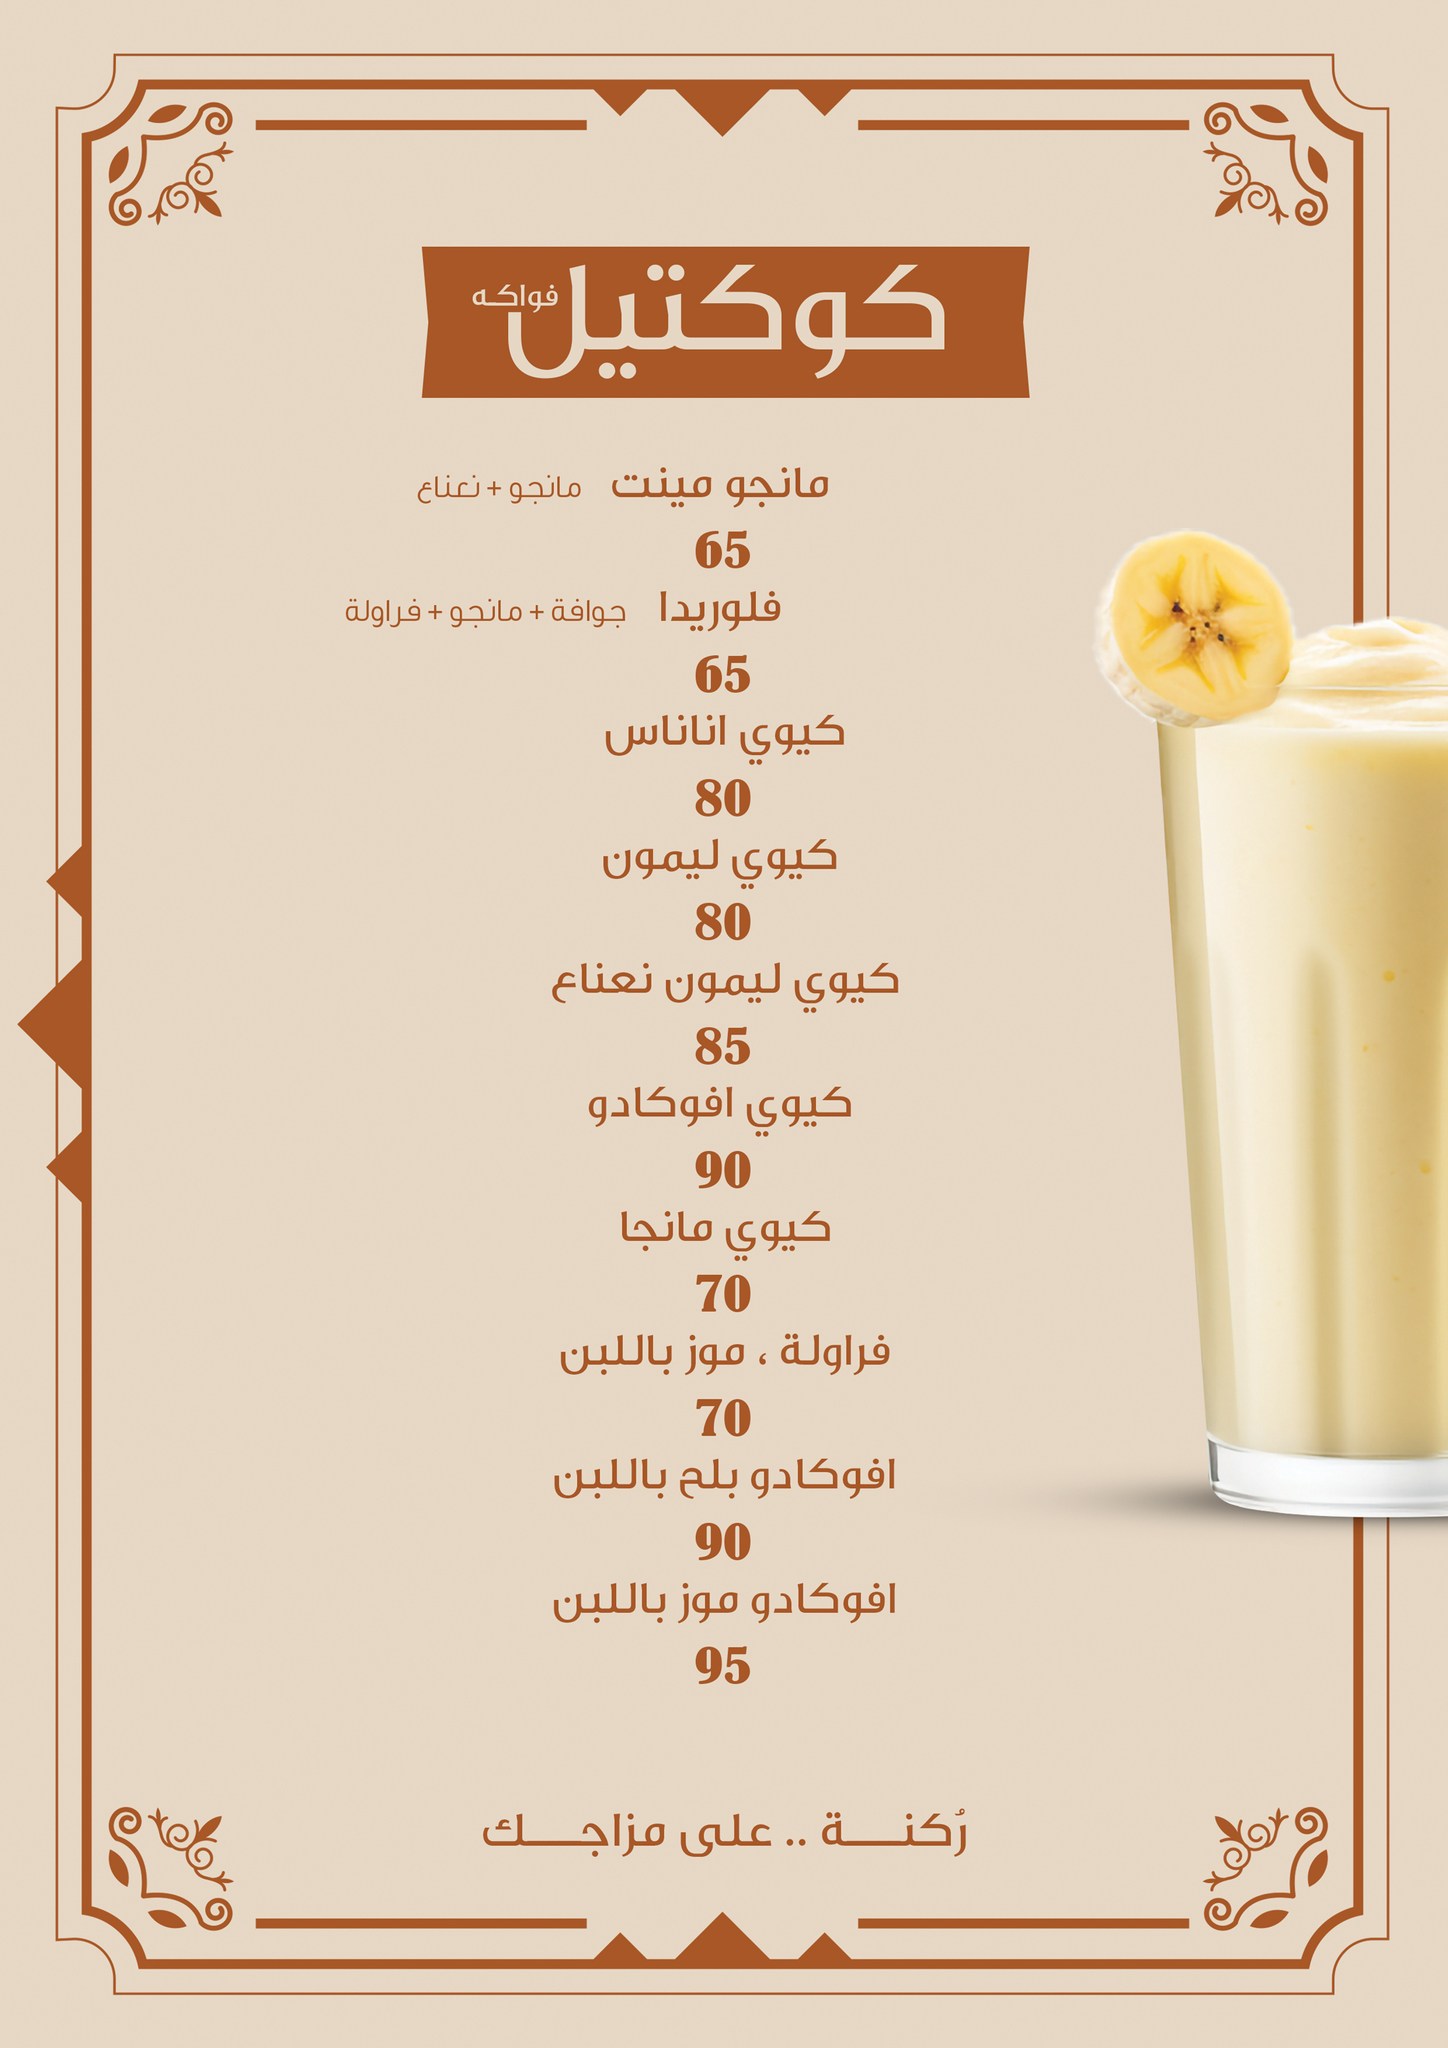 كوكتيل فواكه
مانجو مينت مانجو + نعناع
65
فلوريدا جوافة + مانجو + فراولة
65
كيوي اناناس
80
كيوي ليمون
80
كيوي ليمون نعناع
85
كيوي افوكادو
90
كيوي مانجا
70
فراولة ، موز باللبن
70
افوكادو بلح باللبن
90
افوكادو موز باللبن
95
رُكنـــة .. على مزاجـــك